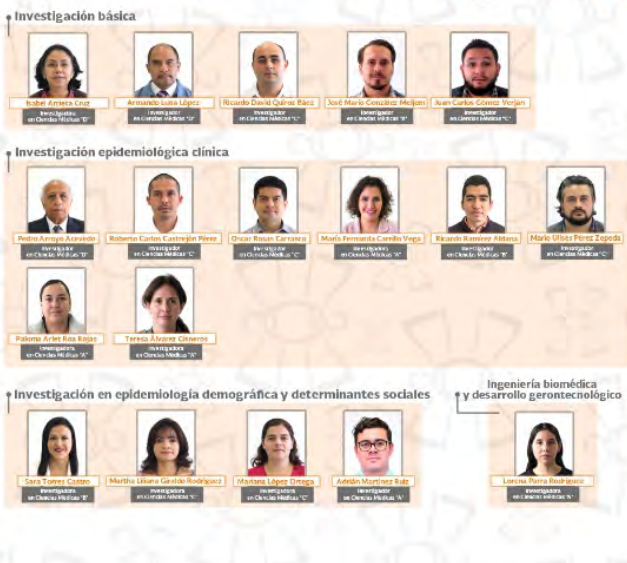 Investigación básica
Isabel Arrieta Cruz
Investigadora
en Ciencias Médicas "D"
Armando Luna López
Investigador
en Ciencias Médicas "D"
Ricardo David Quiroz Báez
Investigador
en Ciencias Médicas "C"
José Mario González Meljem
Investigador
en Ciencias Médicas "B"
Juan Carlos Gómez Verjan
Investigador
en Ciencias Médicas "C"
Investigación epidemiológica clínica
Pedro Arroyo Acevedo
Investigador
en Ciencias Médicas "D"
Roberto Carlos Castrejón Pérez
Investigador
en Ciencias Médicas "C"
Oscar Rosas Carrasco
Investigador
en Ciencias Médicas "C"
María Fernanda Carrillo Vega
Investigadora
en Ciencias Médicas "A"
Ricardo Ramírez Aldana
Investigador
en Ciencias Médicas "B"
Mario Ulises Pérez Zepeda
Investigador
en Ciencias Médicas "C"
Paloma Arlet Roa Rojas
Investigadora
en Ciencias Médicas "A"
Teresa Álvarez Cisneros
Investigadora
en Ciencias Médicas "A"
Investigación en epidemiología demográfica y determinantes sociales
Sara Torres Castro
Investigadora
en Ciencias Médicas "B"
Martha Liliana Giraldo Rodríguez
Investigadora
en Ciencias Médicas "C"
Mariana López Ortega
Investigadora
en Ciencias Médicas "C"
Adrián Martínez Ruiz
Investigador
en Ciencias Médicas "A"
Ingeniería biomédica
y desarrollo gerontecnológico
Lorena Parra Rodríguez
Investigadora
en Ciencias Médicas "A"